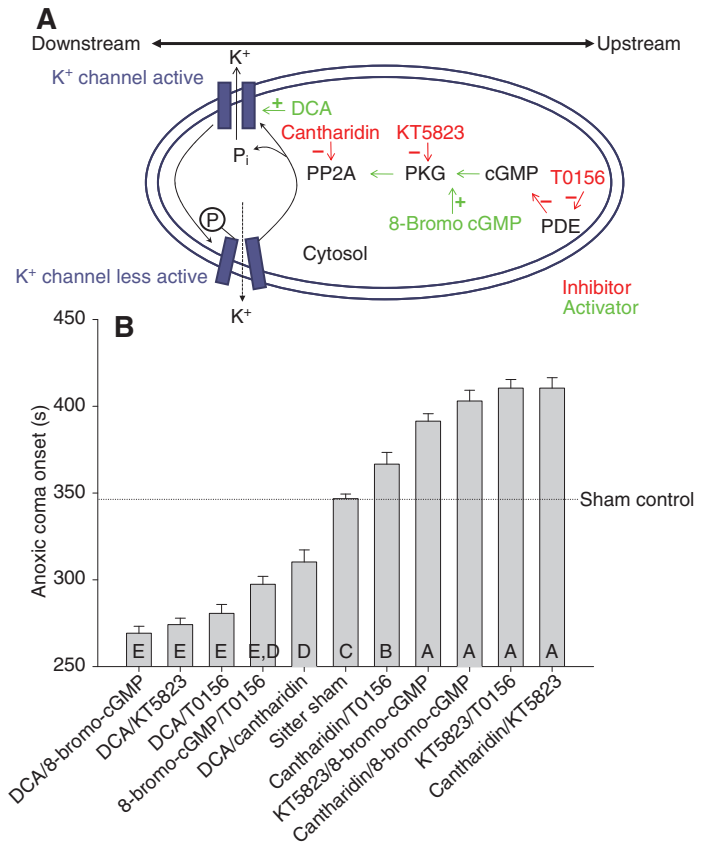 A
Downstream
Upstream
K+
K+ channel active
+
DCA
Cantharidin
KT5823
−
−
Pi
PP2A
PKG
cGMP
T0156
−
−
+
8-Bromo cGMP
PDE
P
Cytosol
K+ channel less active
K+
Inhibitor
Activator
B
450
400
350
300
250
Anoxic coma onset (s)
Sham control
E
E
E
E,D
D
C
B
A
A
A
A
DCA/8-bromo-cGMP
DCA/KT5823
DCA/T0156
8-bromo-cGMP/T0156
DCA/cantharidin
Sitter sham
Cantharidin/T0156
KT5823/8-bromo-cGMP
Cantharidin/8-bromo-cGMP
KT5823/T0156
Cantharidin/KT5823